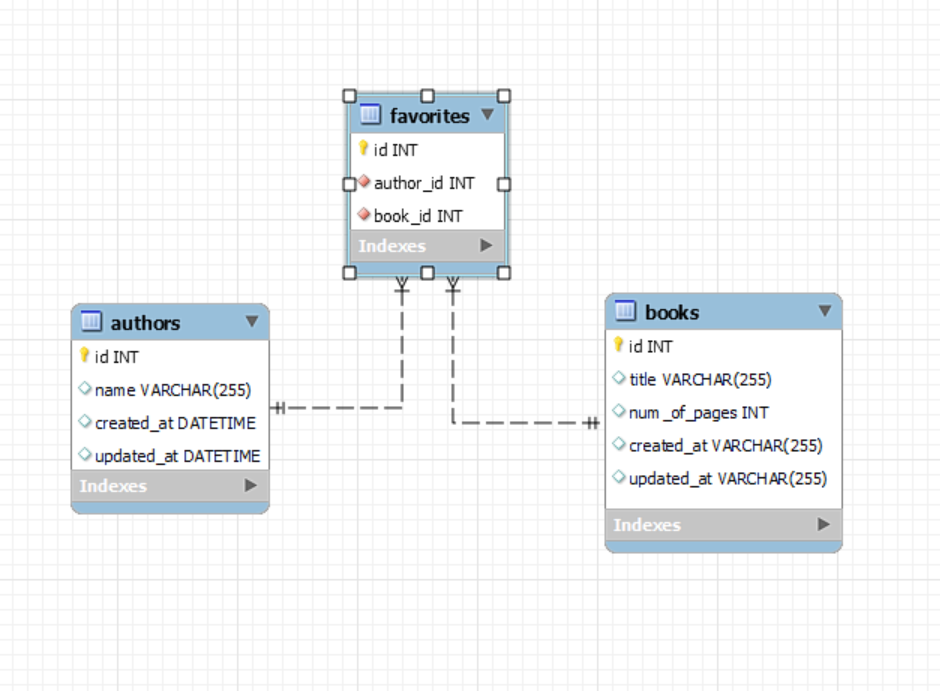 favorites
id INT
author_id INT
book_id INT
Indexes
authors
id INT
name VARCHAR(255)
created_at DATETIME
updated_at DATETIME
Indexes
books
id INT
title VARCHAR(255)
num _of_pages INT
created_at VARCHAR(255)
updated_at VARCHAR(255)
Indexes